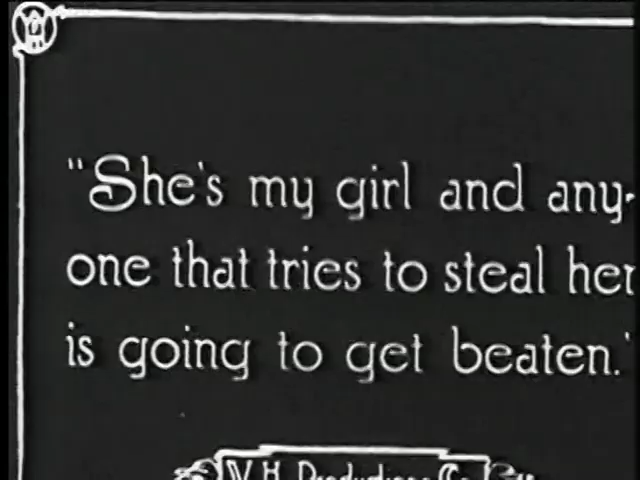 "She's my girl and any-
one that tries to steal her
is going to get beaten."